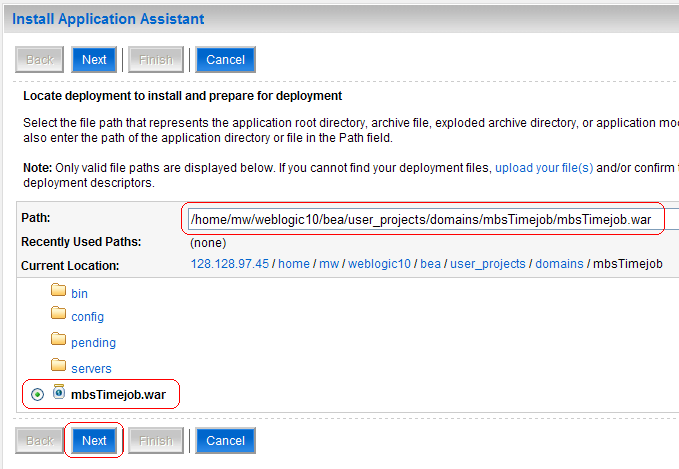 Install Application Assistant
Back Next Finish Cancel
Locate deployment to install and prepare for deployment
Select the file path that represents the application root directory, archive file, exploded archive directory, or application mo
also enter the path of the application directory or file in the Path field.
Note: Only valid file paths are displayed below. If you cannot find your deployment files, upload your file(s) and/or confirm
deployment descriptors.
Path: /home/mw/weblogic10/bea/user_projects/domains/mbsTimejob/mbsTimejob.war
Recently Used Paths: (none)
Current Location: 128.128.97.45 / home / mw / weblogic10 / bea / user_projects / domains / mbsTimejob
bin
config
pending
servers
mbsTimejob.war
Back Next Finish Cancel